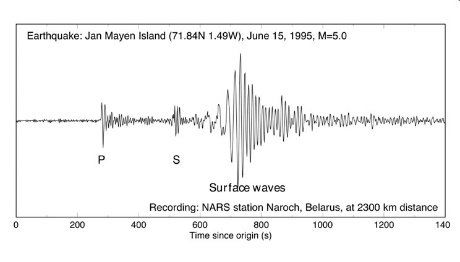 Earthquake: Jan Mayen Island (71.84N 1.49W), June 15, 1995, M=5.0
P
S
Surface waves
Recording: NARS station Naroch, Belarus, at 2300 km distance
0 200 400 600 800 1000 1200 140
Time since origin (s)